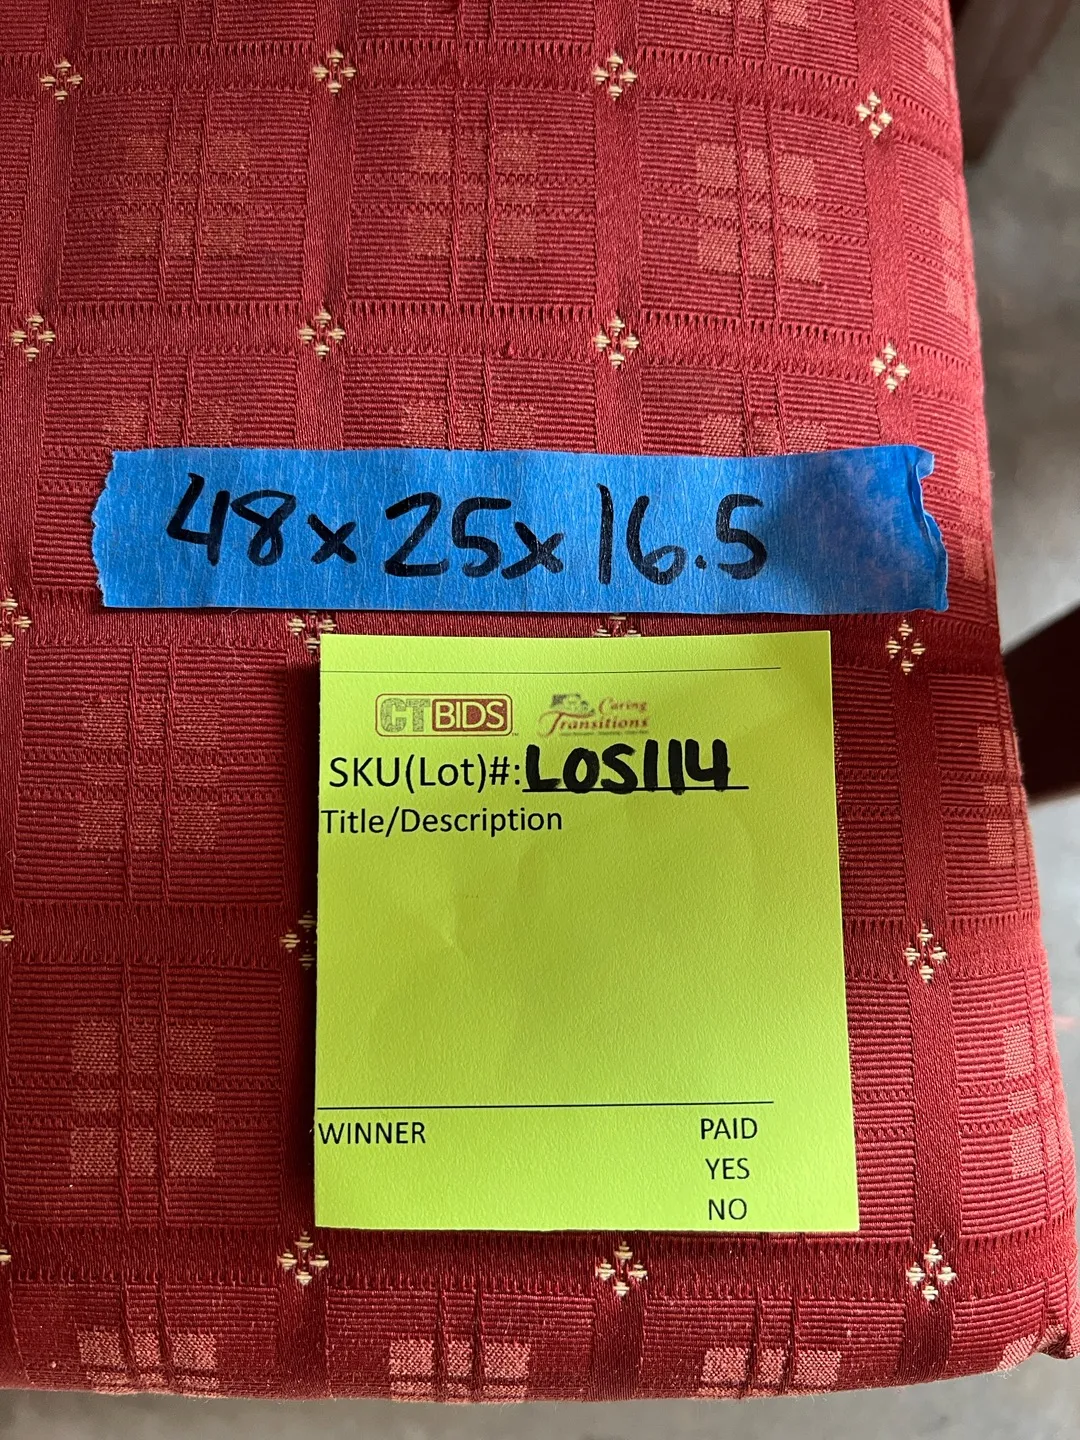 48x25x16.5
CTBIDS
Caring
Transitions
SKU(Lot)#:LOS114
Title/Description
WINNER PAID
YES
NO